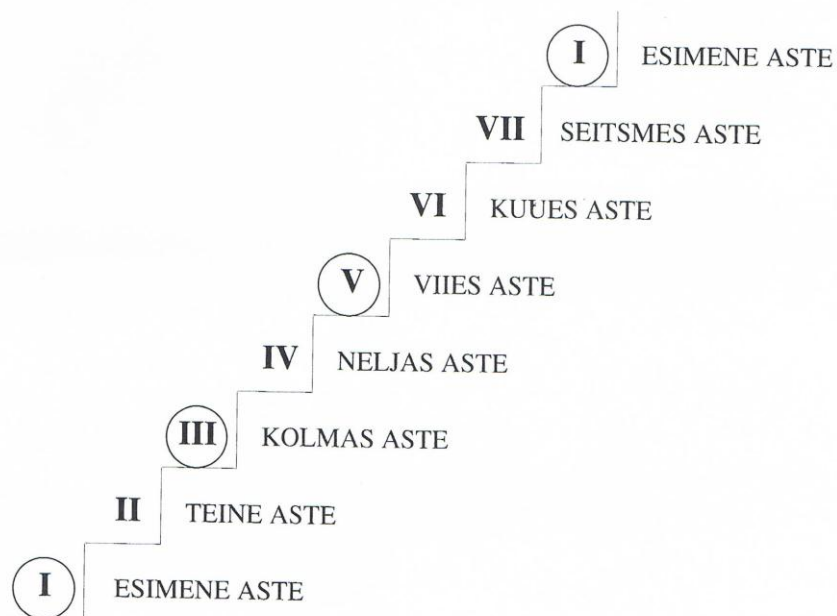 I ESIMENE ASTE
VII SEITSMES ASTE
VI KUUES ASTE
V VIIES ASTE
IV NELJAS ASTE
III KOLMAS ASTE
II TEINE ASTE
I ESIMENE ASTE